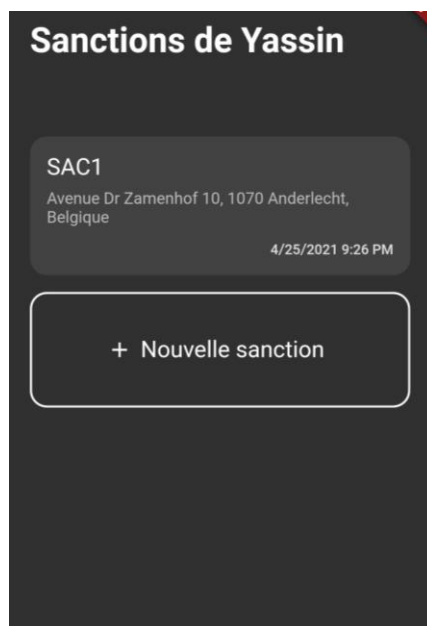 Sanctions de Yassin
SAC1
Avenue Dr Zamenhof 10, 1070 Anderlecht,
Belgique
4/25/2021 9:26 PM
+ Nouvelle sanction